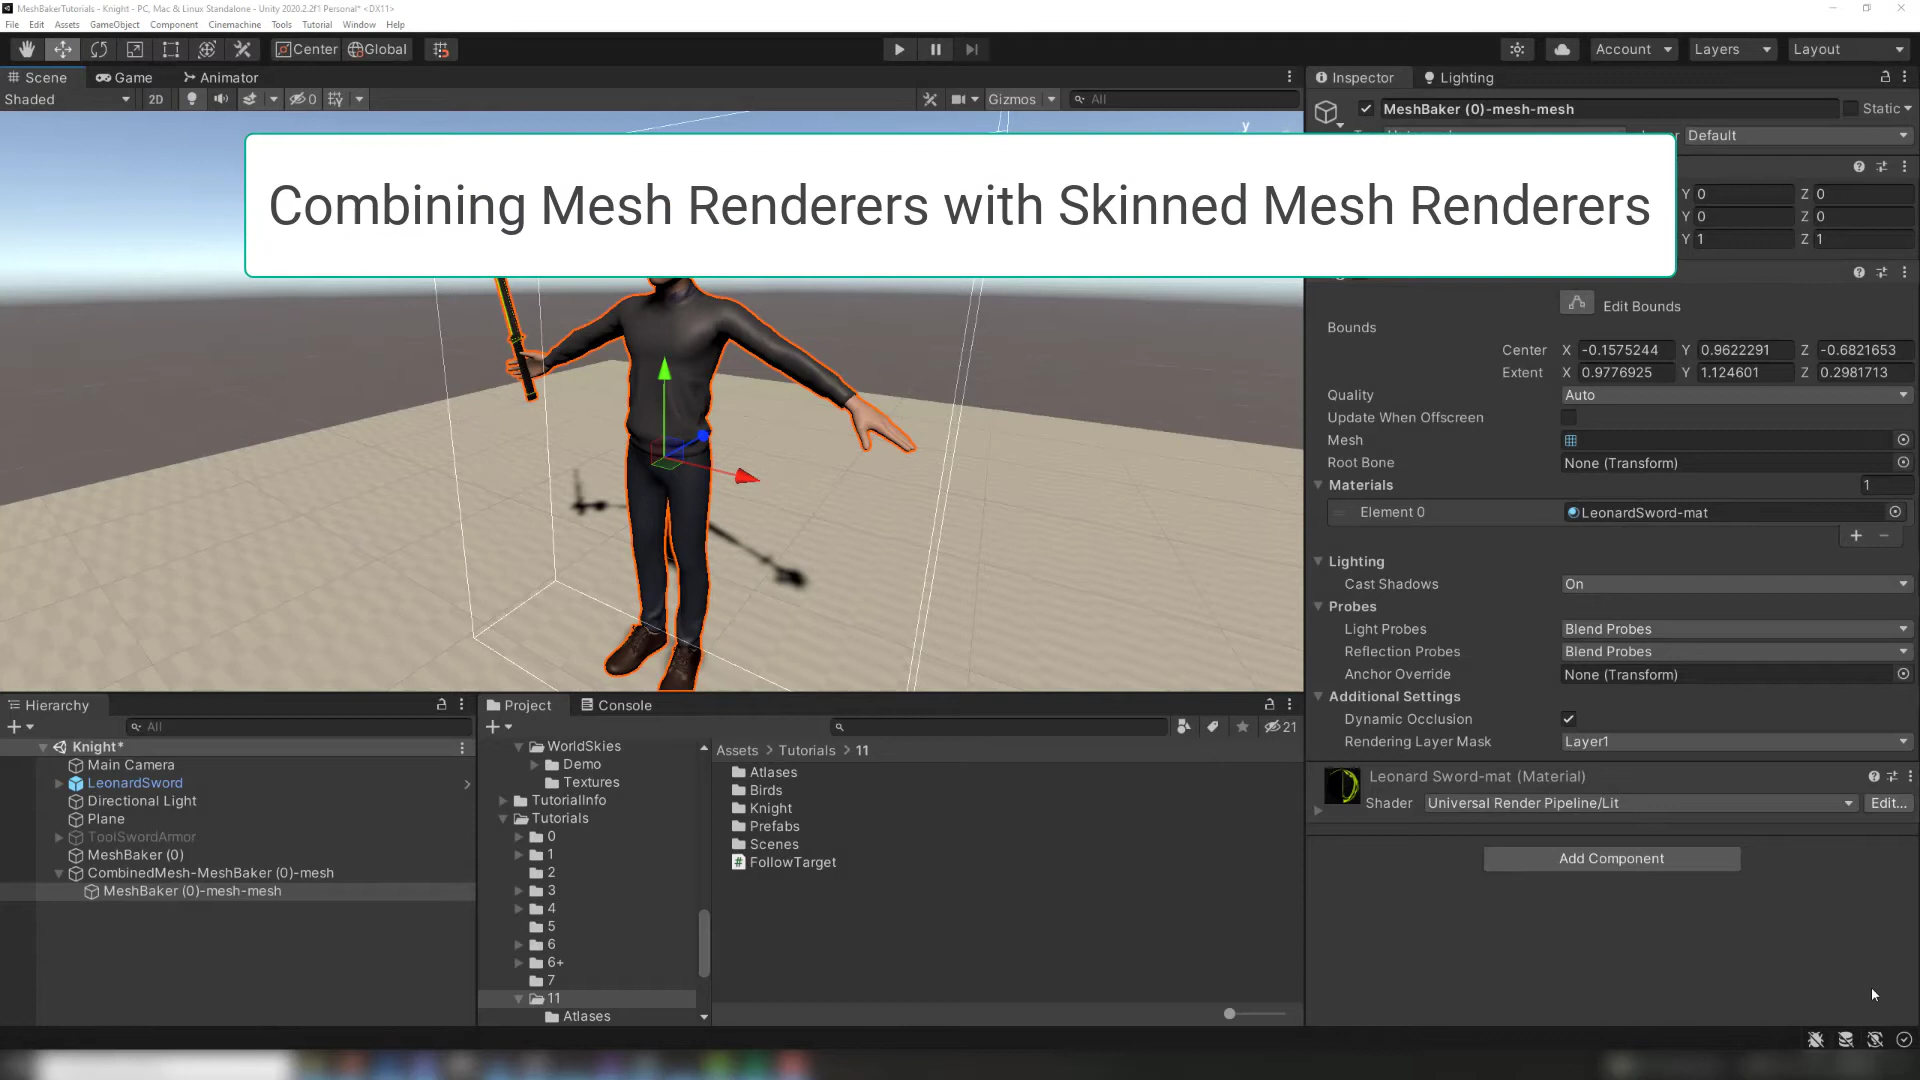 MeshBakerTutorials - Knight - PC, Mac & Linux Standalone - Unity 2020.2.2f1 Personal* <DX11>
File Edit Assets GameObject Component Cinemachine Tools Tutorial Window Help
Center Global Account Layers Layout
Scene Game Animator
Shaded 2D 0 Gizmos All
y
Combining Mesh Renderers with Skinned Mesh Renderers
Inspector Lighting
MeshBaker (0)-mesh-mesh Static
Default
Y 0 Z 0
Y 0 Z 0
Y 1 Z 1
Edit Bounds
Bounds
Center X -0.1575244 Y 0.9622291 Z -0.6821653
Extent X 0.9776925 Y 1.124601 Z 0.2981713
Quality Auto
Update When Offscreen
Mesh
Root Bone None (Transform)
Materials 1
Element 0 LeonardSword-mat
+ −
Lighting
Cast Shadows On
Probes
Light Probes Blend Probes
Reflection Probes Blend Probes
Anchor Override None (Transform)
Additional Settings
Dynamic Occlusion
Rendering Layer Mask Layer1
Leonard Sword-mat (Material)
Shader Universal Render Pipeline/Lit Edit...
Add Component
Hierarchy
+ All
Knight*
Main Camera
LeonardSword
Directional Light
Plane
ToolSwordArmor
MeshBaker (0)
CombinedMesh-MeshBaker (0)-mesh
MeshBaker (0)-mesh-mesh
Project Console
+ 21
WorldSkies
Demo
Textures
TutorialInfo
Tutorials
0
1
2
3
4
5
6
6+
7
11
Atlases
Assets > Tutorials > 11
Atlases
Birds
Knight
Prefabs
Scenes
# FollowTarget